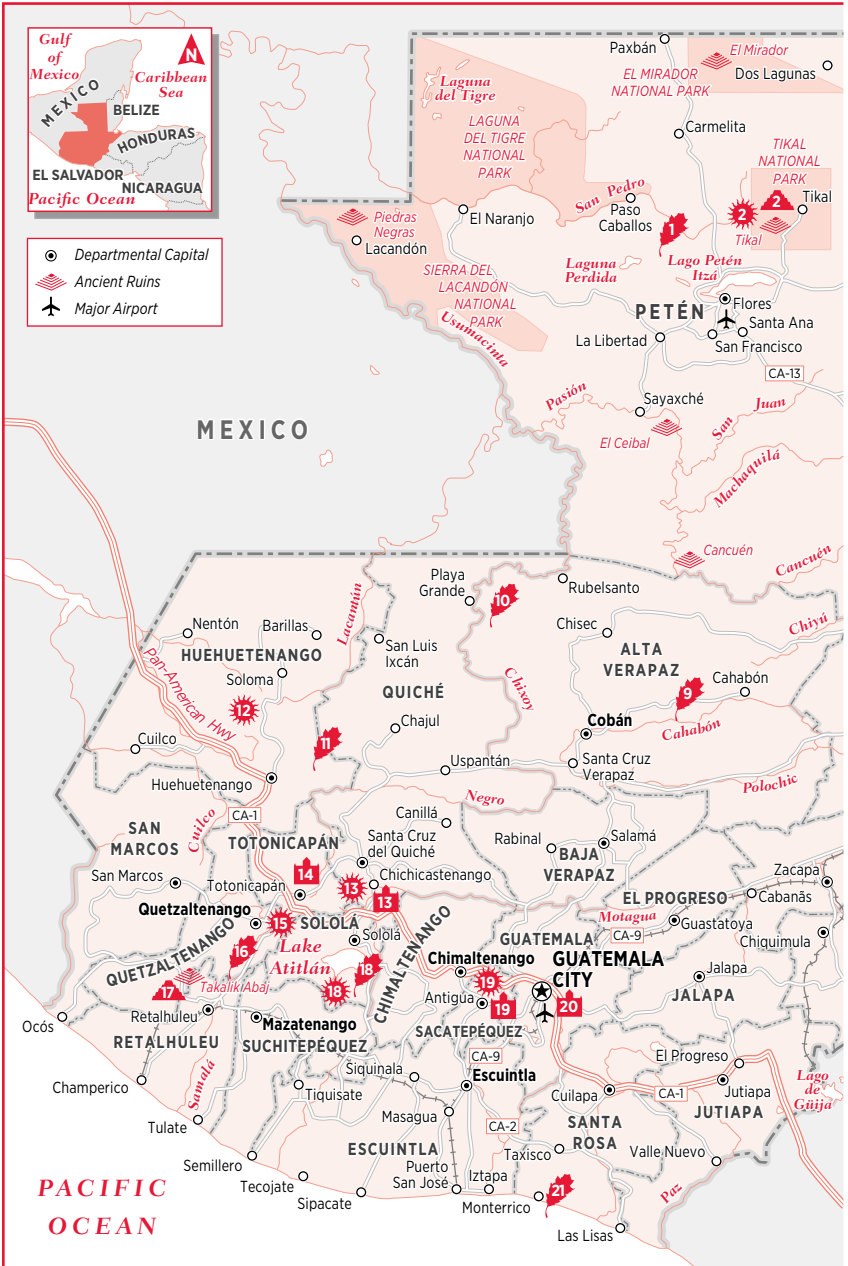 Gulf
of
Mexico
N
Caribbean
Sea
MEXICO
BELIZE
HONDURAS
EL SALVADOR
NICARAGUA
Pacific Ocean
Departmental Capital
Ancient Ruins
Major Airport
Paxbán
El Mirador
Dos Lagunas
EL MIRADOR
NATIONAL PARK
Laguna
del Tigre
LAGUNA
DEL TIGRE
NATIONAL
PARK
Carmelita
TIKAL
NATIONAL
PARK
San Pedro
Paso
Caballos
1
2
2
Tikal
Tikal
Piedras
Negras
Lacandón
El Naranjo
SIERRA DEL
LACANDÓN
NATIONAL
PARK
Laguna
Perdida
Lago Petén
Itzá
Usumacinta
PETÉN
Flores
Santa Ana
San Francisco
La Libertad
CA-13
Pasión
Sayaxché
San Juan
El Ceibal
Machaquilá
MEXICO
Cancuén
Cancuén
Playa
Grande
10
Rubelsanto
Nentón
Barillas
Lacantún
San Luis
Ixcán
Chisec
Chiyú
HUEHUETENANGO
ALTA
VERAPAZ
Pan-American Hwy
Soloma
QUICHÉ
Chixoy
9
Cahabón
12
Chajul
Cobán
Cahabón
Cuilco
11
Uspantán
Santa Cruz
Verapaz
Huehuetenango
Polochic
Negro
CA-1
Cuilco
Canillá
SAN
MARCOS
TOTONICAPÁN
Santa Cruz
del Quiché
Rabinal
Salamá
BAJA
VERAPAZ
San Marcos
14
Totonicapán
Chichicastenango
13
13
Zacapa
EL PROGRESO
Cabanãs
Quetzaltenango
15
SOLOLÁ
Sololá
Motagua
CA-9
Guastatoya
Chiquimula
QUETZALTENANGO
16
Lake
Atitlán
18
18
CHIMALTENANGO
Chimaltenango
GUATEMALA
GUATEMALA
CITY
Jalapa
JALAPA
Takalik Abaj
17
19
Antigúa
19
20
SACATEPÉQUEZ
Ocós
Retalhuleu
RETALHULEU
Mazatenango
SUCHITEPÉQUEZ
CA-9
Siquinala
Escuintla
El Progreso
Champerico
Samalá
Tiquisate
Cuilapa
CA-1
Jutiapa
JUTIAPA
Lago
de
Güija
Tulate
Masagua
CA-2
SANTA
ROSA
Semillero
ESCUINTLA
Taxisco
Valle Nuevo
Tecojate
Puerto
San José
Iztapa
Sipacate
Monterrico
21
Paz
Las Lisas
PACIFIC
OCEAN